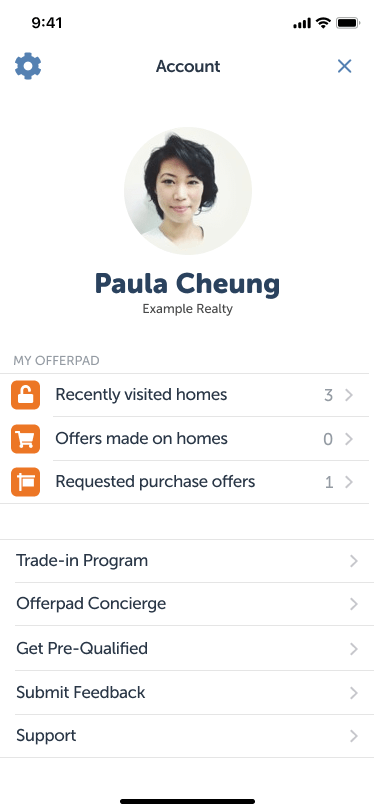 9:41
Account
Paula Cheung
Example Realty
MY OFFERPAD
Recently visited homes 3
Offers made on homes 0
Requested purchase offers 1
Trade-in Program
Offerpad Concierge
Get Pre-Qualified
Submit Feedback
Support